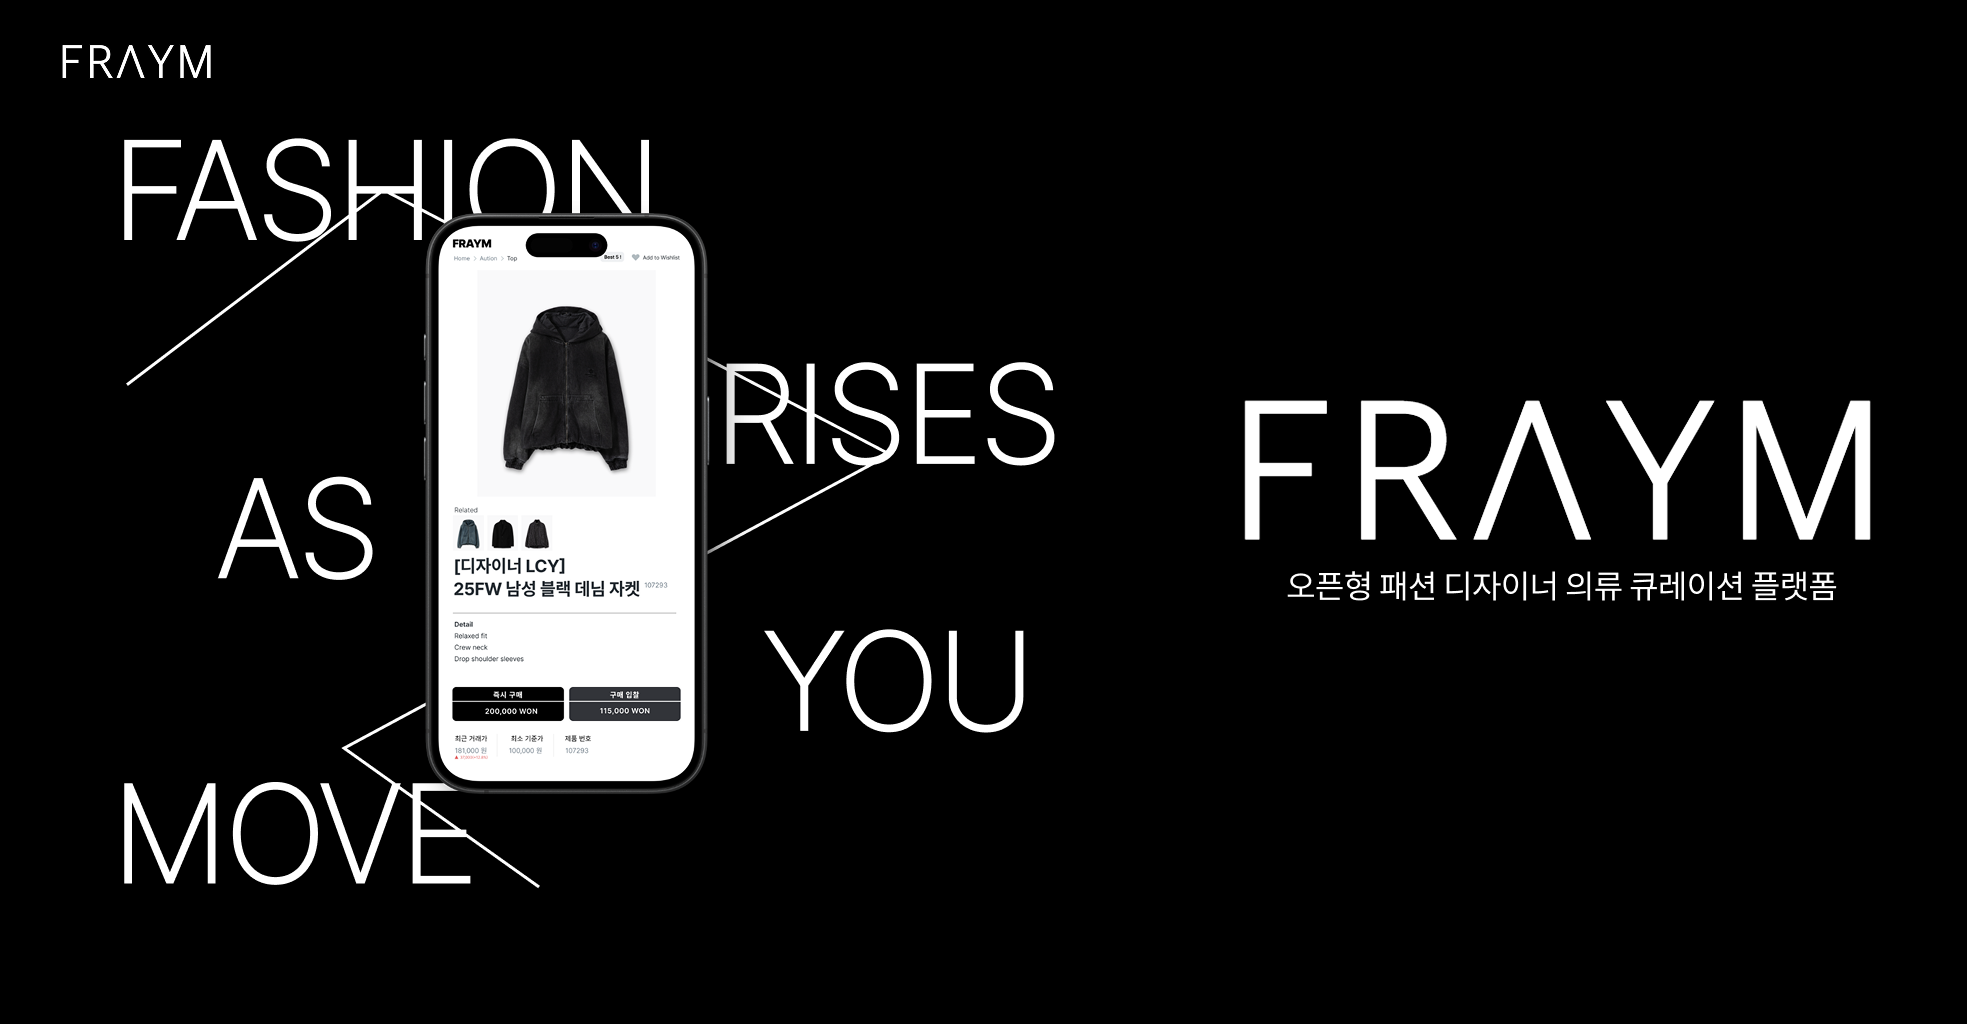 FRAYM
FASHION
RISES
AS
YOU
MOVE
FRAYM
Home > Aution > Top
Best 5 !
Add to Wishlist
Related
[디자이너 LCY]
25FW 남성 블랙 데님 자켓 107293
Detail
Relaxed fit
Crew neck
Drop shoulder sleeves
즉시 구매
200,000 WON
구매 입찰
115,000 WON
최근 거래가
181,000 원
최소 기준가
100,000 원
제품 번호
107293
FRAYM
오픈형 패션 디자이너 의류 큐레이션 플랫폼